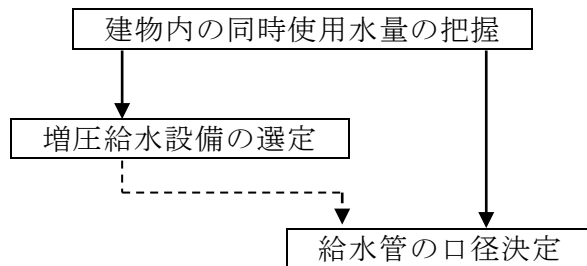 建物内の同時使用水量の把握
増圧給水設備の選定
給水管の口径決定